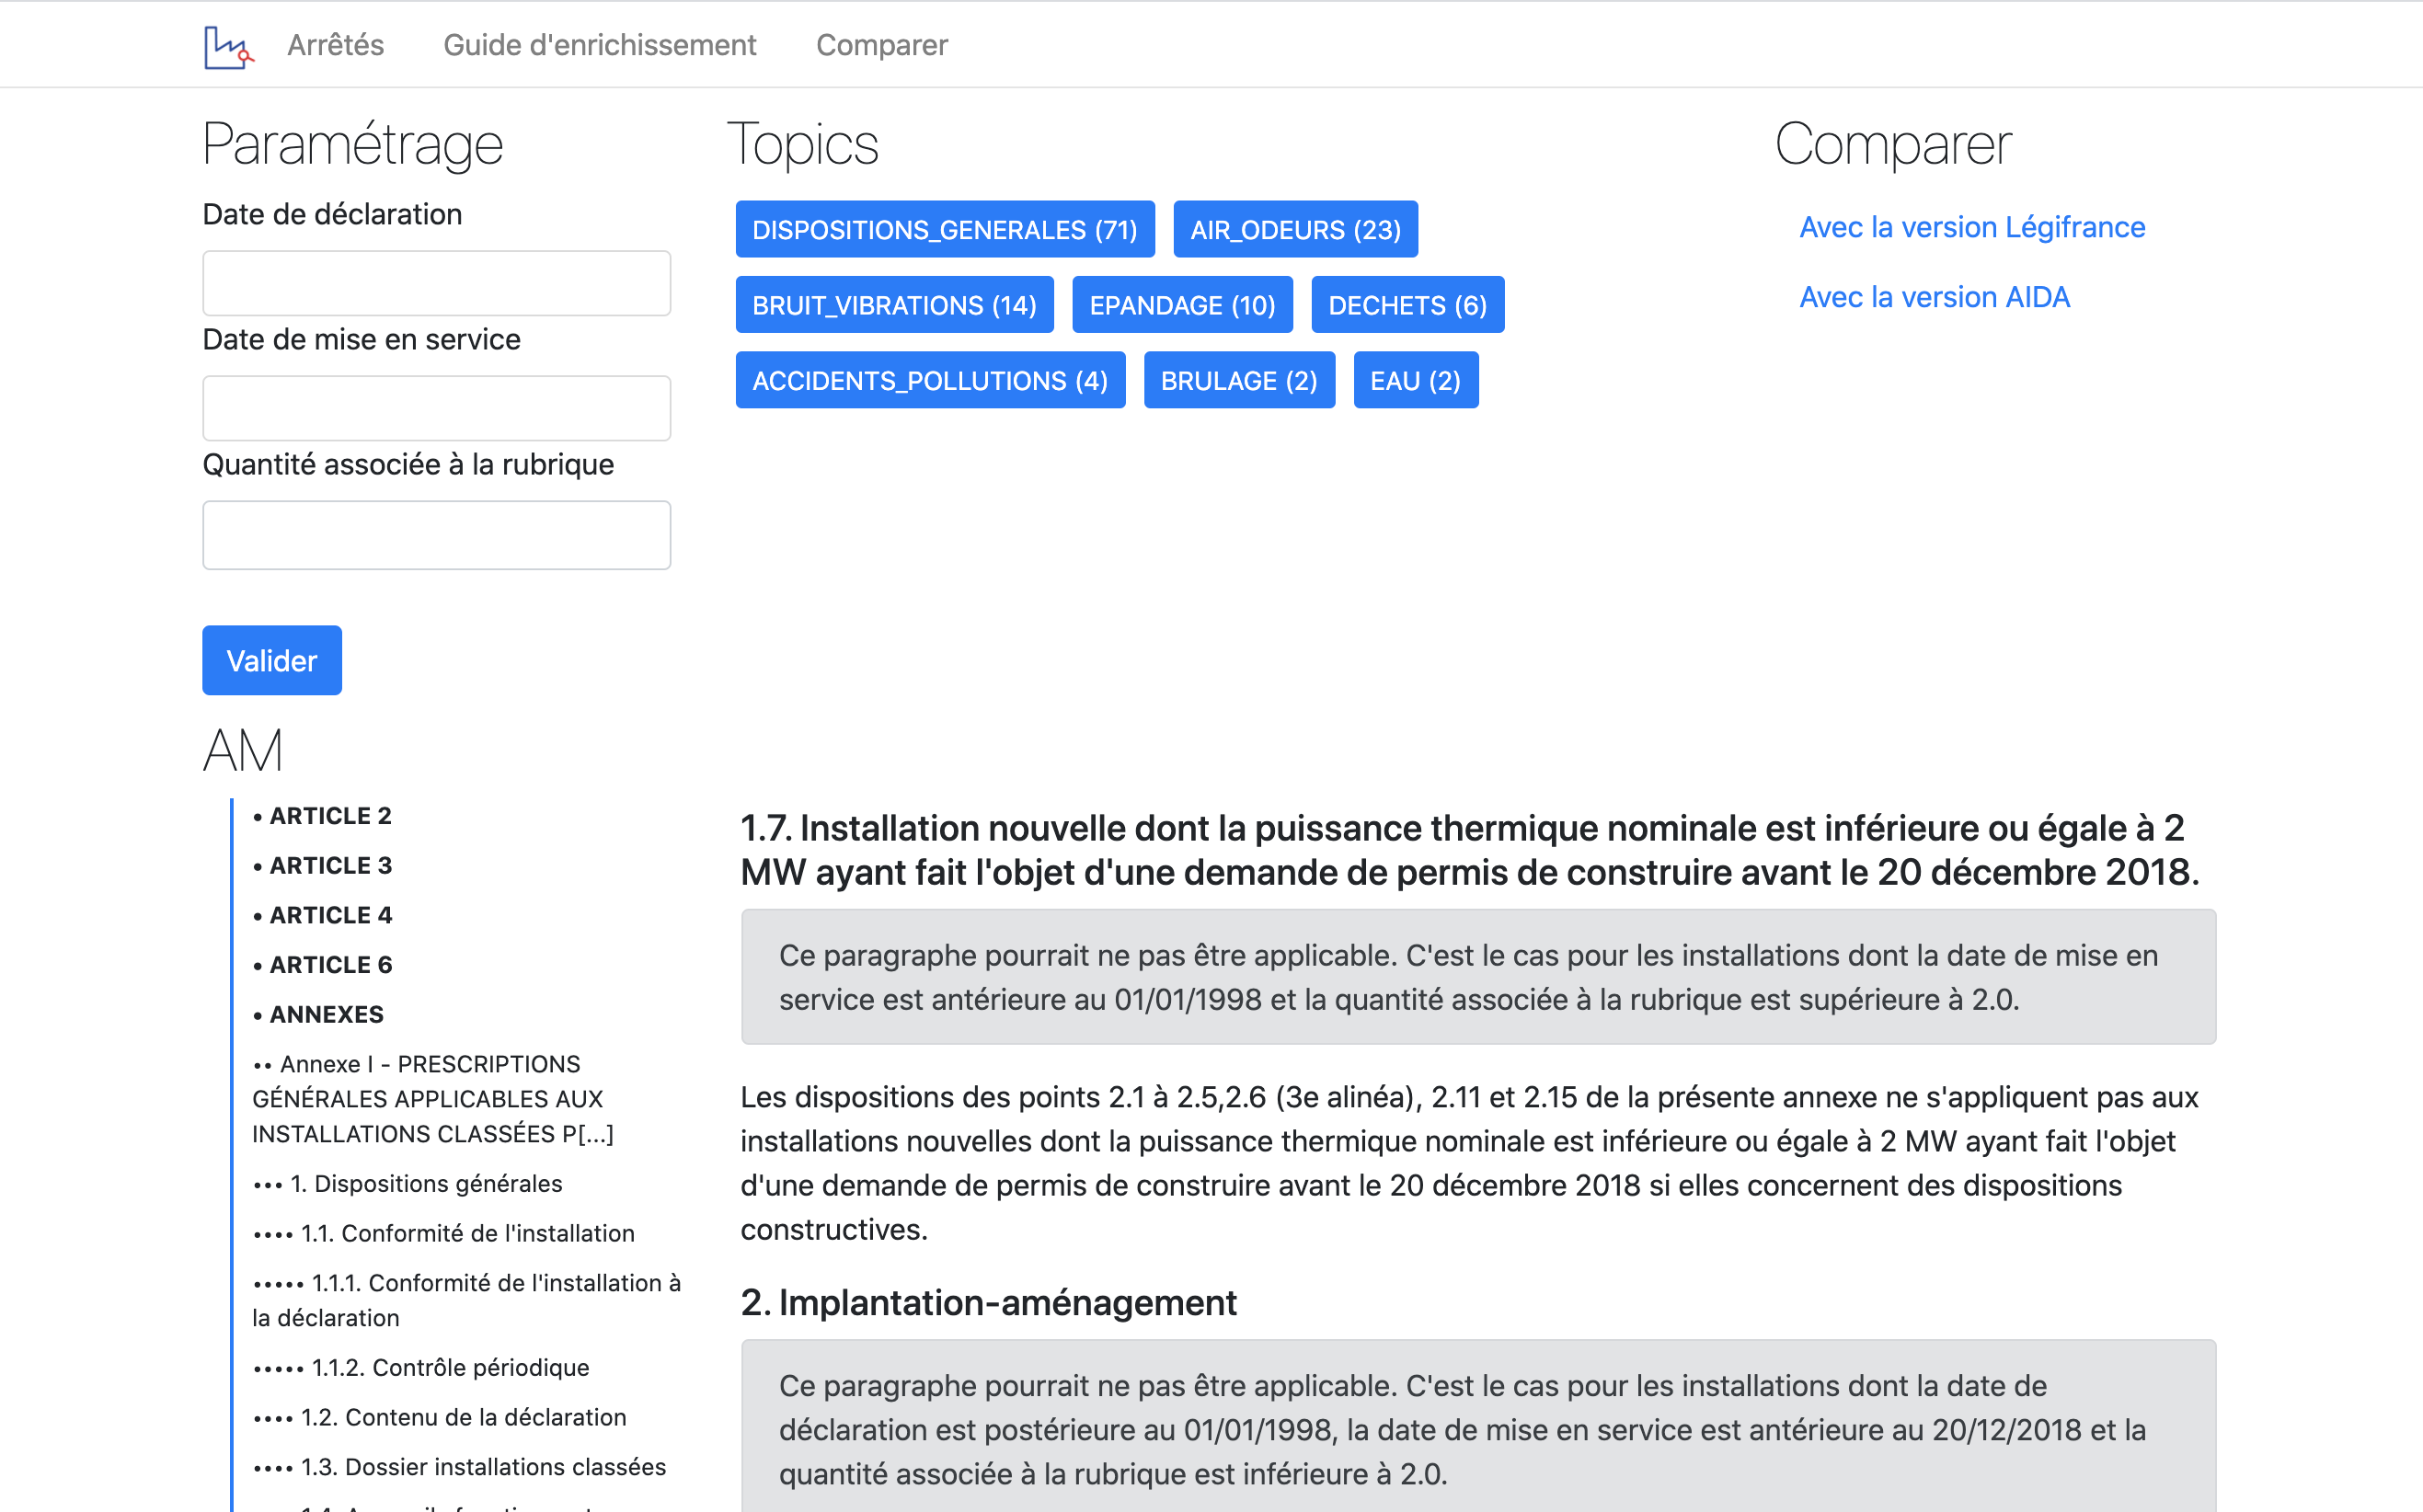 Arrêtés Guide d'enrichissement Comparer
Paramétrage
Date de déclaration
Date de mise en service
Quantité associée à la rubrique
Valider
Topics
DISPOSITIONS_GENERALES (71) AIR_ODEURS (23)
BRUIT_VIBRATIONS (14) EPANDAGE (10) DECHETS (6)
ACCIDENTS_POLLUTIONS (4) BRULAGE (2) EAU (2)
Comparer
Avec la version Légifrance
Avec la version AIDA
AM
• ARTICLE 2
• ARTICLE 3
• ARTICLE 4
• ARTICLE 6
• ANNEXES
•• Annexe I - PRESCRIPTIONS
GÉNÉRALES APPLICABLES AUX
INSTALLATIONS CLASSÉES P[...]
••• 1. Dispositions générales
•••• 1.1. Conformité de l'installation
••••• 1.1.1. Conformité de l'installation à
la déclaration
••••• 1.1.2. Contrôle périodique
•••• 1.2. Contenu de la déclaration
•••• 1.3. Dossier installations classées
1.7. Installation nouvelle dont la puissance thermique nominale est inférieure ou égale à 2
MW ayant fait l'objet d'une demande de permis de construire avant le 20 décembre 2018.
Ce paragraphe pourrait ne pas être applicable. C'est le cas pour les installations dont la date de mise en
service est antérieure au 01/01/1998 et la quantité associée à la rubrique est supérieure à 2.0.
Les dispositions des points 2.1 à 2.5,2.6 (3e alinéa), 2.11 et 2.15 de la présente annexe ne s'appliquent pas aux
installations nouvelles dont la puissance thermique nominale est inférieure ou égale à 2 MW ayant fait l'objet
d'une demande de permis de construire avant le 20 décembre 2018 si elles concernent des dispositions
constructives.
2. Implantation-aménagement
Ce paragraphe pourrait ne pas être applicable. C'est le cas pour les installations dont la date de
déclaration est postérieure au 01/01/1998, la date de mise en service est antérieure au 20/12/2018 et la
quantité associée à la rubrique est inférieure à 2.0.